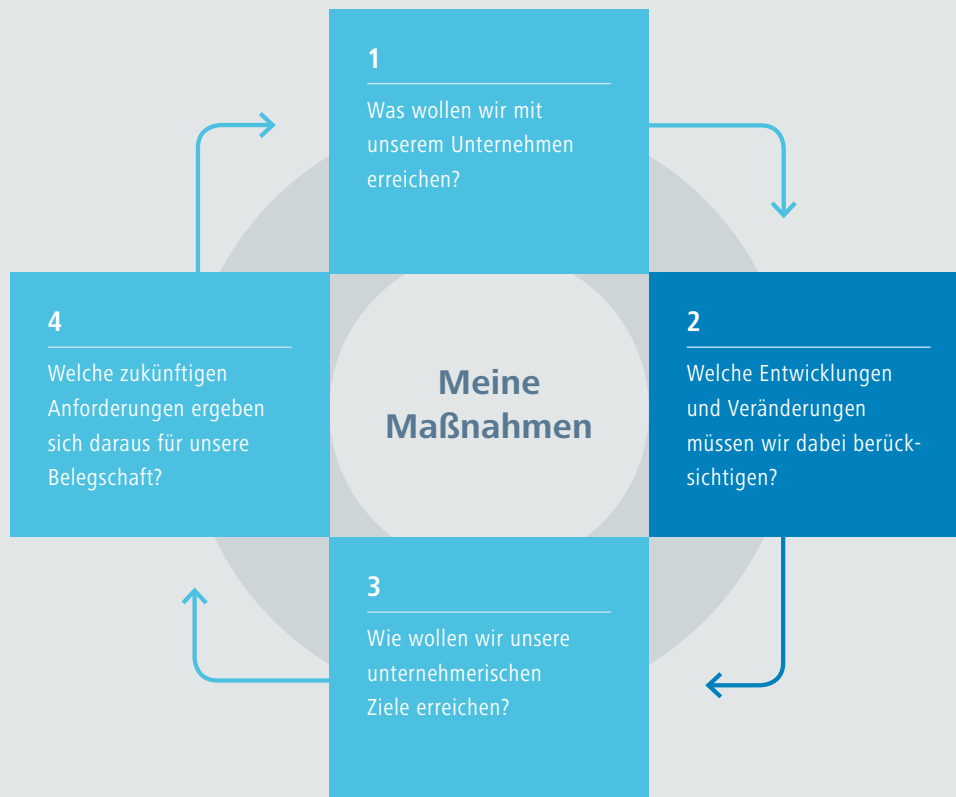 1
Was wollen wir mit
unserem Unternehmen
erreichen?
2
Welche Entwicklungen
und Veränderungen
müssen wir dabei berück-
sichtigen?
3
Wie wollen wir unsere
unternehmerischen
Ziele erreichen?
4
Welche zukünftigen
Anforderungen ergeben
sich daraus für unsere
Belegschaft?
Meine
Maßnahmen